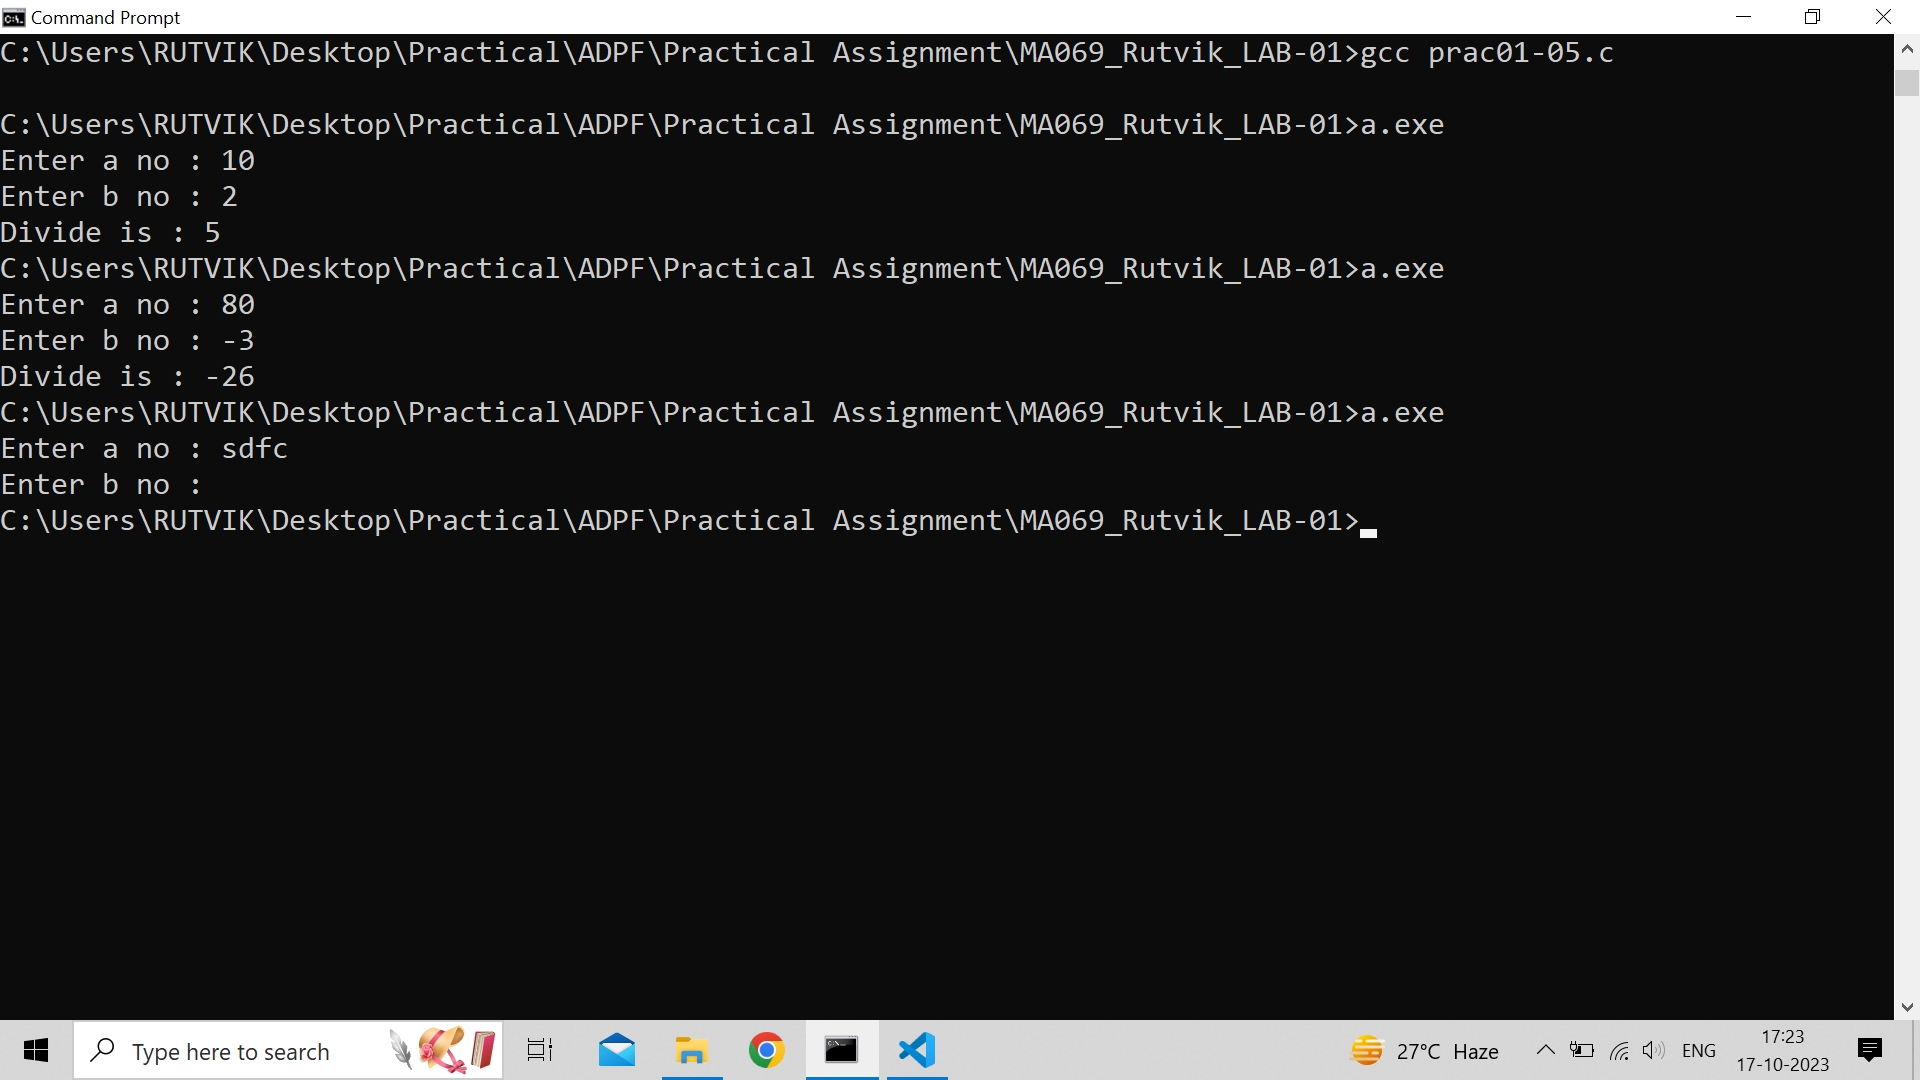 Command Prompt
C:\Users\RUTVIK\Desktop\Practical\ADPF\Practical Assignment\MA069_Rutvik_LAB-01>gcc prac01-05.c
C:\Users\RUTVIK\Desktop\Practical\ADPF\Practical Assignment\MA069_Rutvik_LAB-01>a.exe
Enter a no : 10
Enter b no : 2
Divide is : 5
C:\Users\RUTVIK\Desktop\Practical\ADPF\Practical Assignment\MA069_Rutvik_LAB-01>a.exe
Enter a no : 80
Enter b no : -3
Divide is : -26
C:\Users\RUTVIK\Desktop\Practical\ADPF\Practical Assignment\MA069_Rutvik_LAB-01>a.exe
Enter a no : sdfc
Enter b no :
C:\Users\RUTVIK\Desktop\Practical\ADPF\Practical Assignment\MA069_Rutvik_LAB-01>
Type here to search
27°C Haze
ENG
17:23
17-10-2023